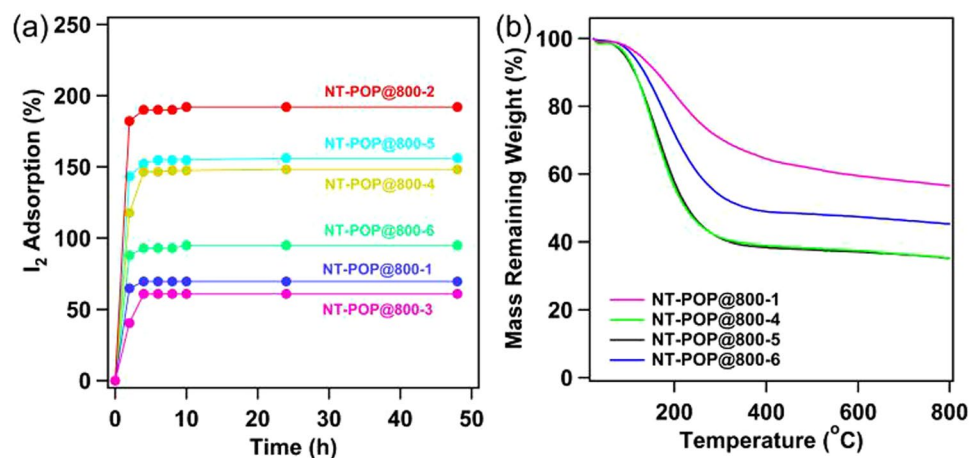 (a)
250
200
150
100
50
0
I2 Adsorption (%)
NT-POP@800-2
NT-POP@800-5
NT-POP@800-4
NT-POP@800-6
NT-POP@800-1
NT-POP@800-3
0 10 20 30 40 50
Time (h)
(b)
100
80
60
40
20
0
Mass Remaining Weight (%)
NT-POP@800-1
NT-POP@800-4
NT-POP@800-5
NT-POP@800-6
200 400 600 800
Temperature (°C)